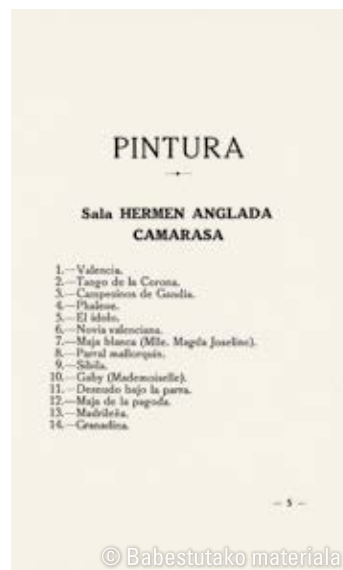 PINTURA
Sala HERMEN ANGLADA
CAMARASA
1.—Valencia.
2.—Tango de la Corona.
3.—Campesinos de Gandía.
4.—Phalene.
5.—El ídolo.
6.—Novia valenciana.
7.—Maja blanca (Mlle. Magda Joseline).
8.—Parral mallorquín.
9.—Sibila.
10.—Gaby (Mademoiselle).
11.—Desnudo bajo la parra.
12.—Maja de la pagoda.
13.—Madrileña.
14.—Granadina.
— 5 —
© Babestutako materiala